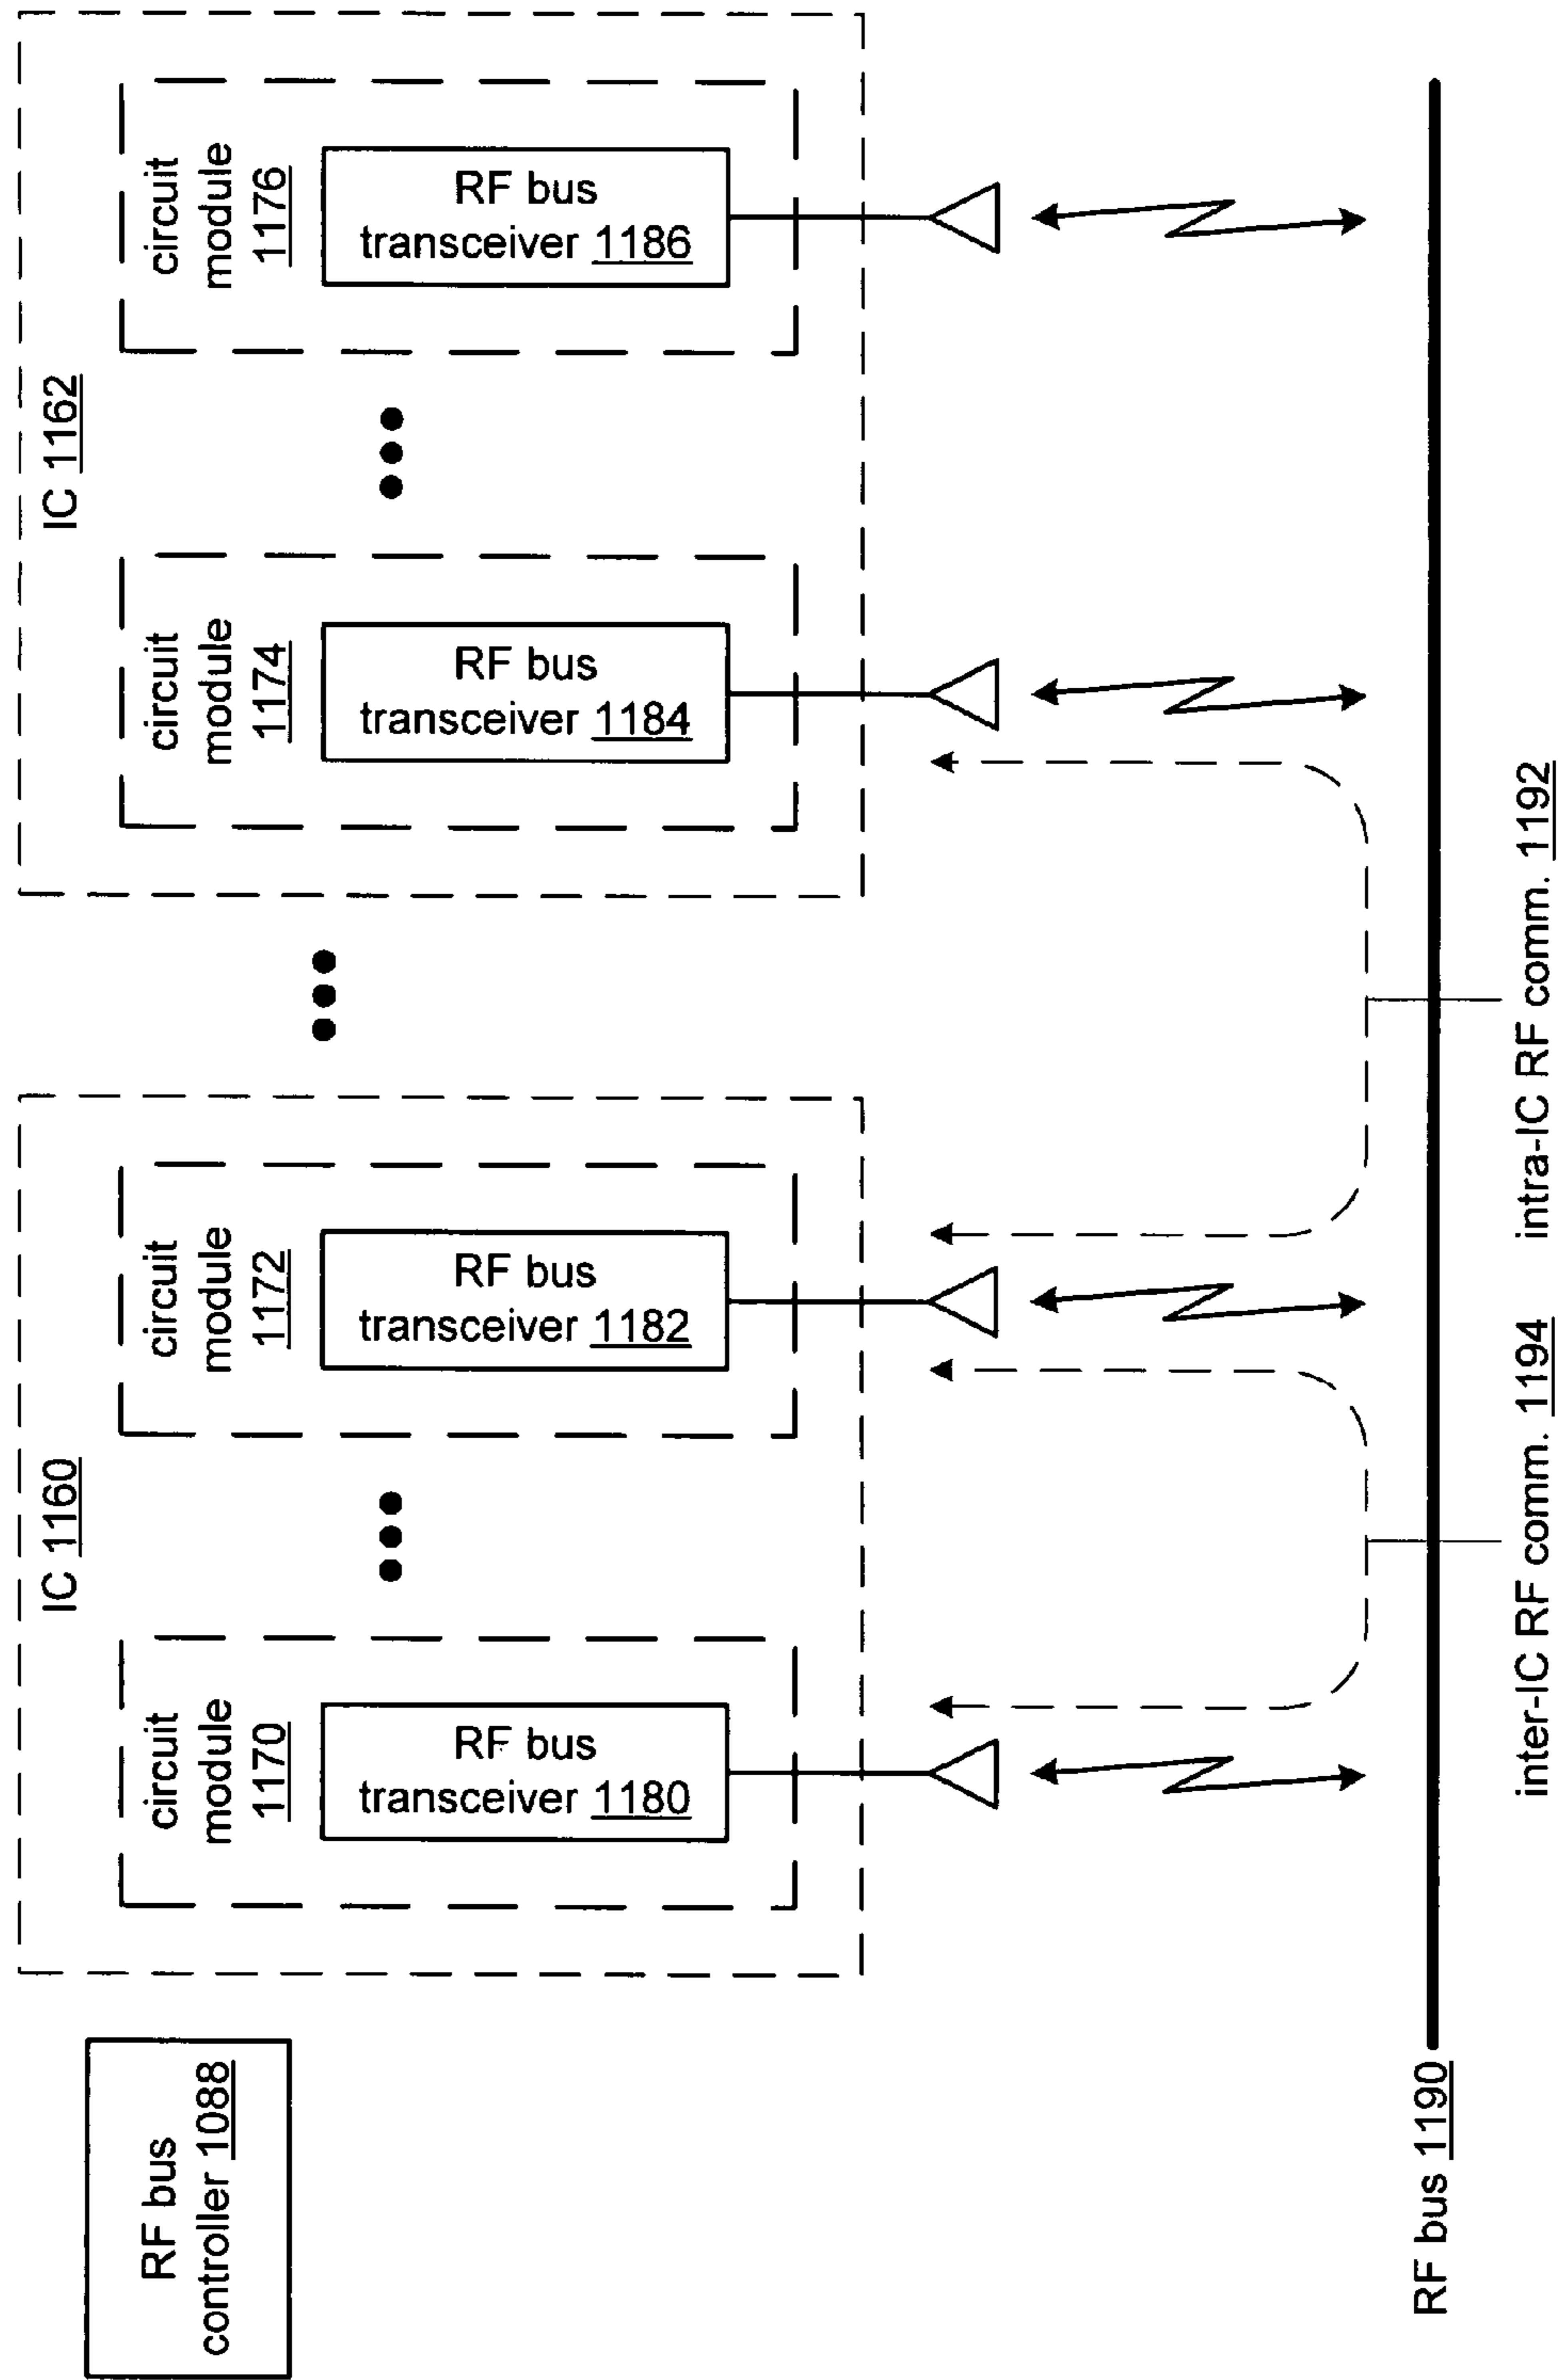 RF bus
controller 1088
IC 1160
IC 1162
circuit
module
1170
RF bus
transceiver 1180
circuit
module
1172
RF bus
transceiver 1182
circuit
module
1174
RF bus
transceiver 1184
circuit
module
1176
RF bus
transceiver 1186
RF bus 1190
inter-IC RF comm. 1194
intra-IC RF comm. 1192